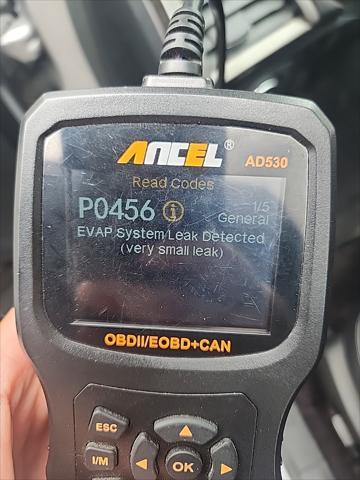 ANCEL®
AD530
Read Codes
P0456 i 1/5
General
EVAP System Leak Detected
(very small leak)
OBDII/EOBD+CAN
ESC
I/M
OK